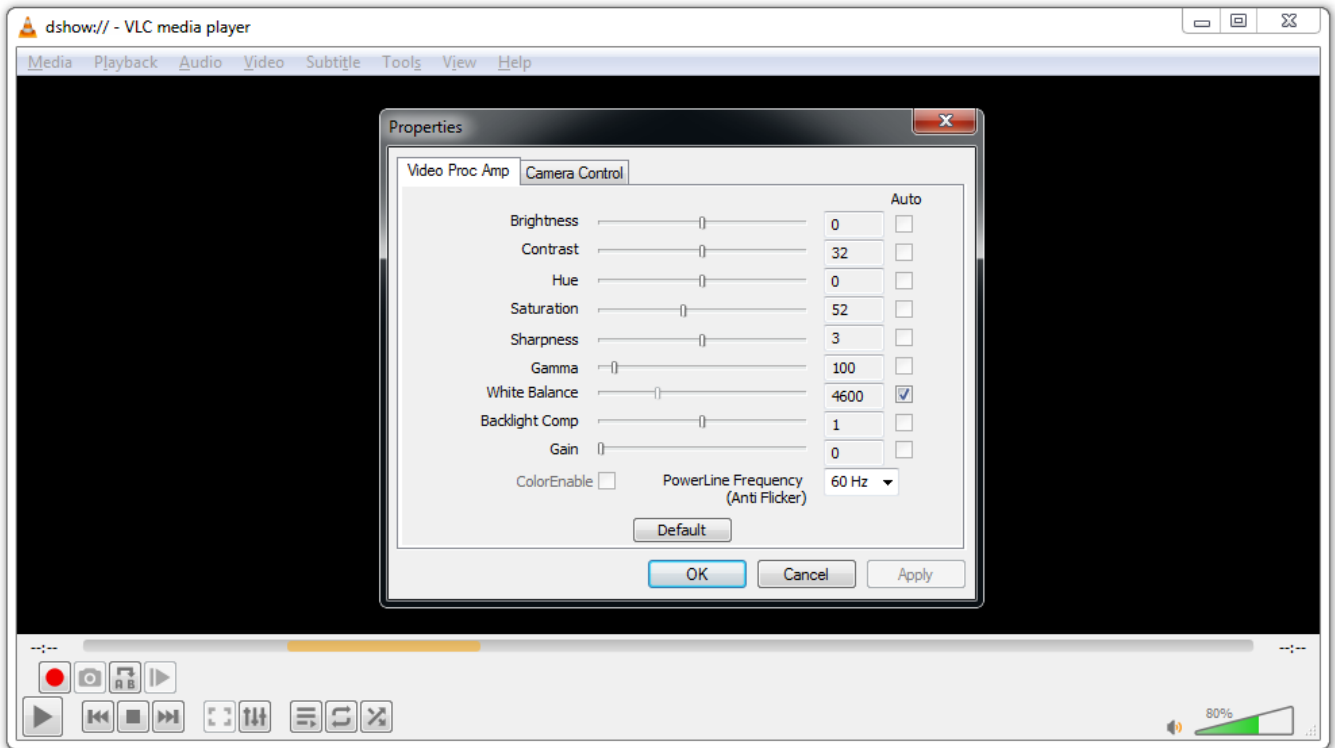 dshow:// - VLC media player
Media Playback Audio Video Subtitle Tools View Help
Properties
Video Proc Amp Camera Control
Auto
Brightness 0
Contrast 32
Hue 0
Saturation 52
Sharpness 3
Gamma 100
White Balance 4600
Backlight Comp 1
Gain 0
ColorEnable PowerLine Frequency 60 Hz
(Anti Flicker)
Default
OK Cancel Apply
--:-- --:--
A B
80%